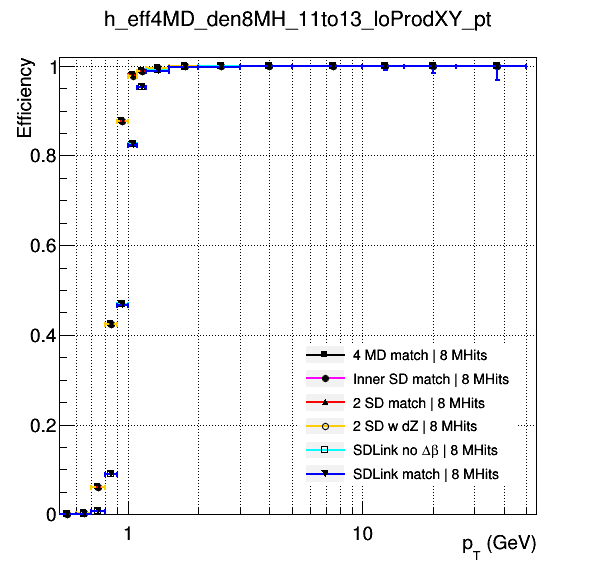 h_eff4MD_den8MH_11to13_loProdXY_pt
Efficiency
1
0.8
0.6
0.4
0.2
0
4 MD match | 8 MHits
Inner SD match | 8 MHits
2 SD match | 8 MHits
2 SD w dZ | 8 MHits
SDLink no Δβ | 8 MHits
SDLink match | 8 MHits
1
10
p_T (GeV)